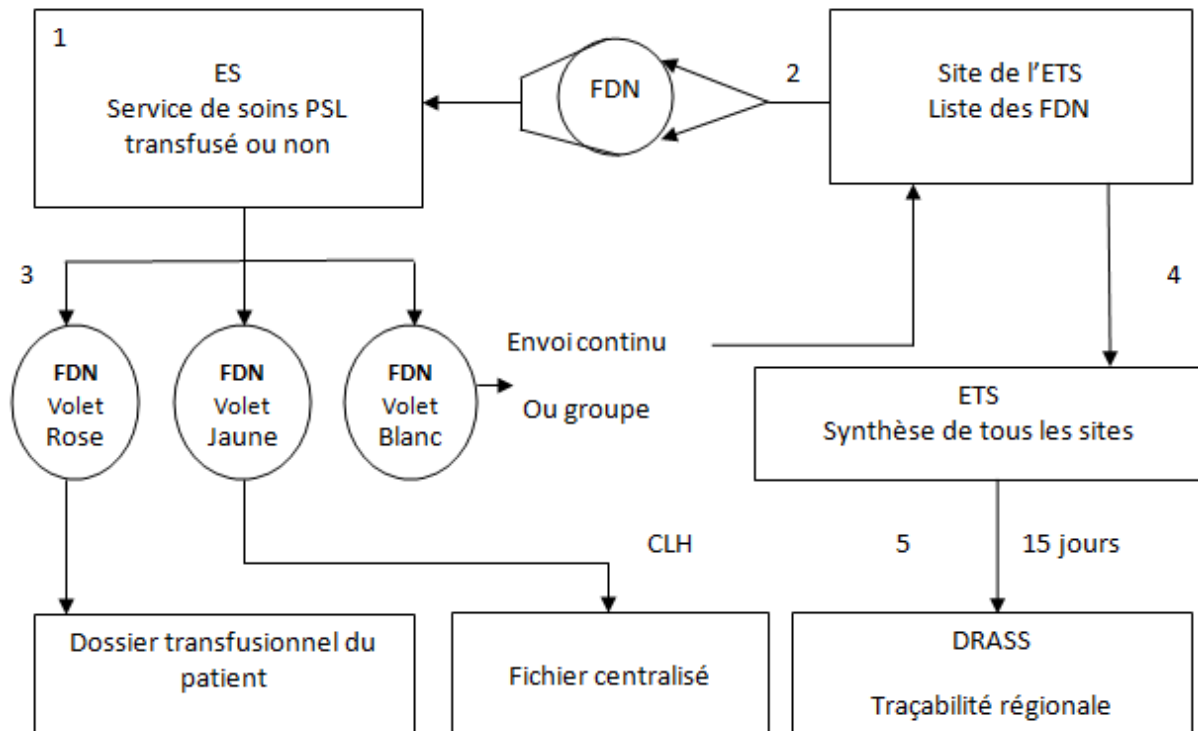 1
ES
Service de soins PSL
transfusé ou non
FDN
2
Site de l'ETS
Liste des FDN
3
4
FDN
Volet
Rose
FDN
Volet
Jaune
FDN
Volet
Blanc
Envoi continu
Ou groupe
ETS
Synthèse de tous les sites
CLH
5
15 jours
Dossier transfusionnel du
patient
Fichier centralisé
DRASS
Traçabilité régionale